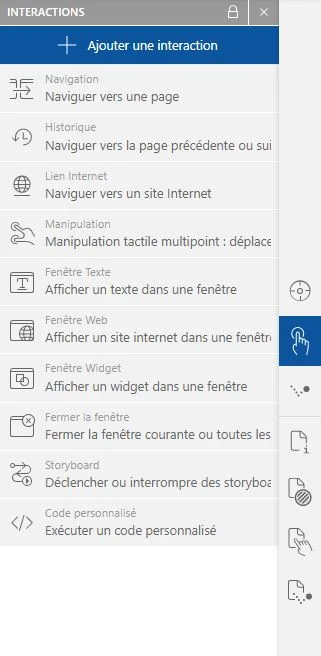 INTERACTIONS
Ajouter une interaction
Navigation
Naviguer vers une page
Historique
Naviguer vers la page précédente ou sui
Lien Internet
Naviguer vers un site Internet
Manipulation
Manipulation tactile multipoint : déplace
Fenêtre Texte
Afficher un texte dans une fenêtre
Fenêtre Web
Afficher un site internet dans une fenêtre
Fenêtre Widget
Afficher un widget dans une fenêtre
Fermer la fenêtre
Fermer la fenêtre courante ou toutes les
Storyboard
Déclencher ou interrompre des storyboa
Code personnalisé
Exécuter un code personnalisé